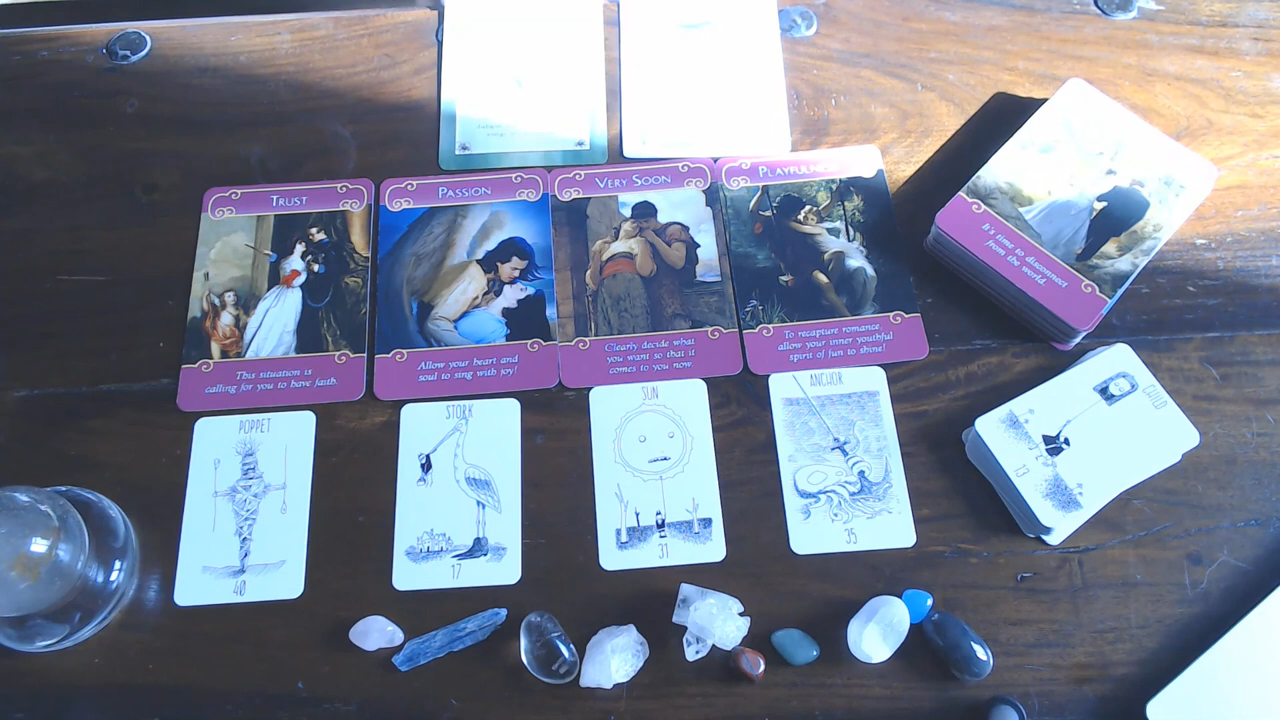 TRUST
This situation is
calling for you to have faith.
PASSION
Allow your heart and
soul to sing with joy!
VERY SOON
Clearly decide what
you want so that it
comes to you now.
To recapture romance,
allow your inner youthful
spirit of fun to shine!
It's time to disconnect
from the world.
POPPET
40
STORK
17
SUN
31
ANCHOR
35
CHILD
13